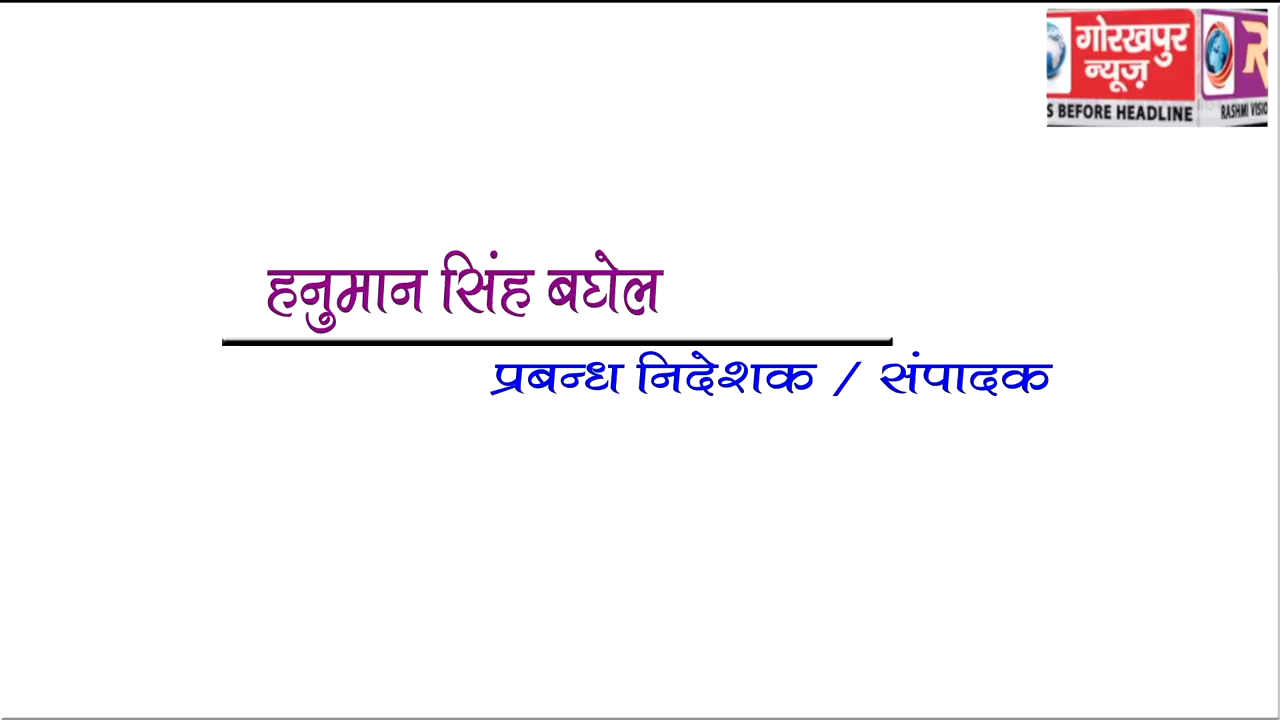 गोरखपुर
न्यूज़
S BEFORE HEADLINE
R
RASHMI VISIO
हनुमान सिंह बघेल
प्रबन्ध निदेशक / संपादक